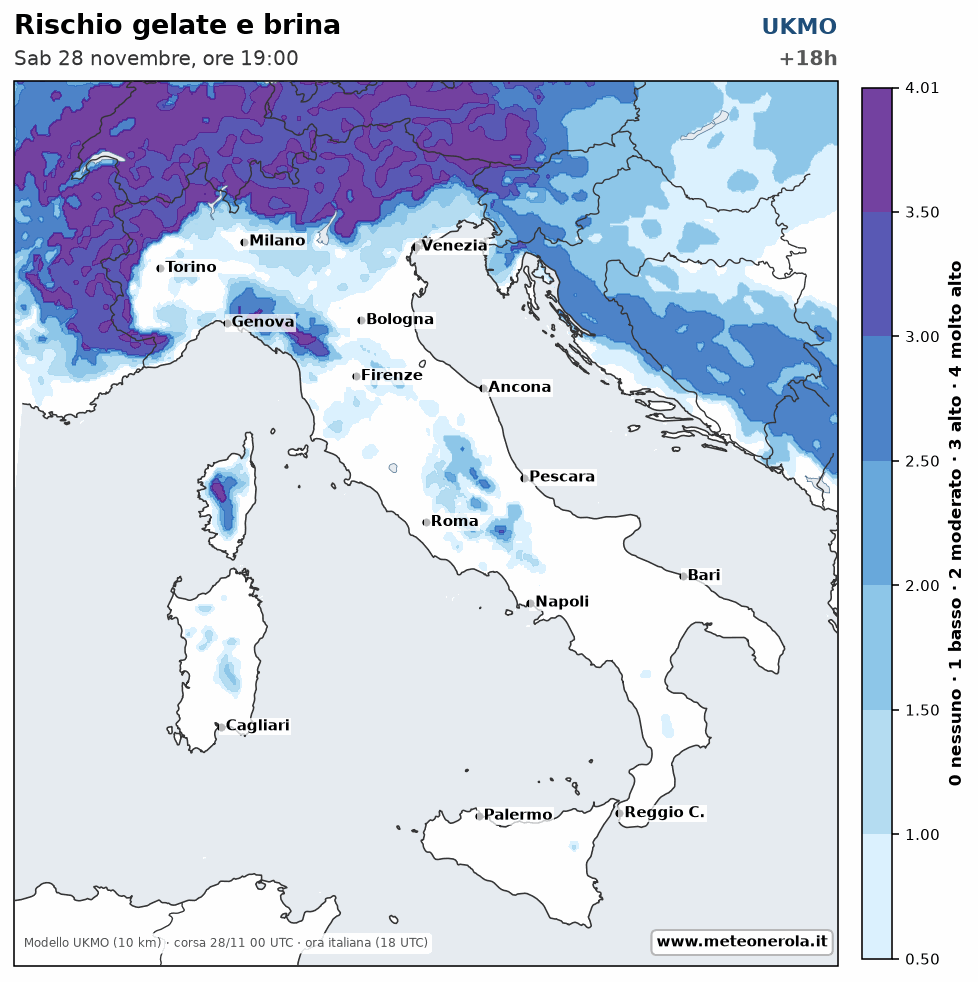 Rischio gelate e brina
UKMO
Sab 28 novembre, ore 19:00
+18h
4.01
3.50
3.00
2.50
2.00
1.50
1.00
0.50
0 nessuno · 1 basso · 2 moderato · 3 alto · 4 molto alto
Milano
Venezia
Torino
Genova
Bologna
Firenze
Ancona
Pescara
Roma
Bari
Napoli
Cagliari
Palermo
Reggio C.
Modello UKMO (10 km) · corsa 28/11 00 UTC · ora italiana (18 UTC)
www.meteonerola.it